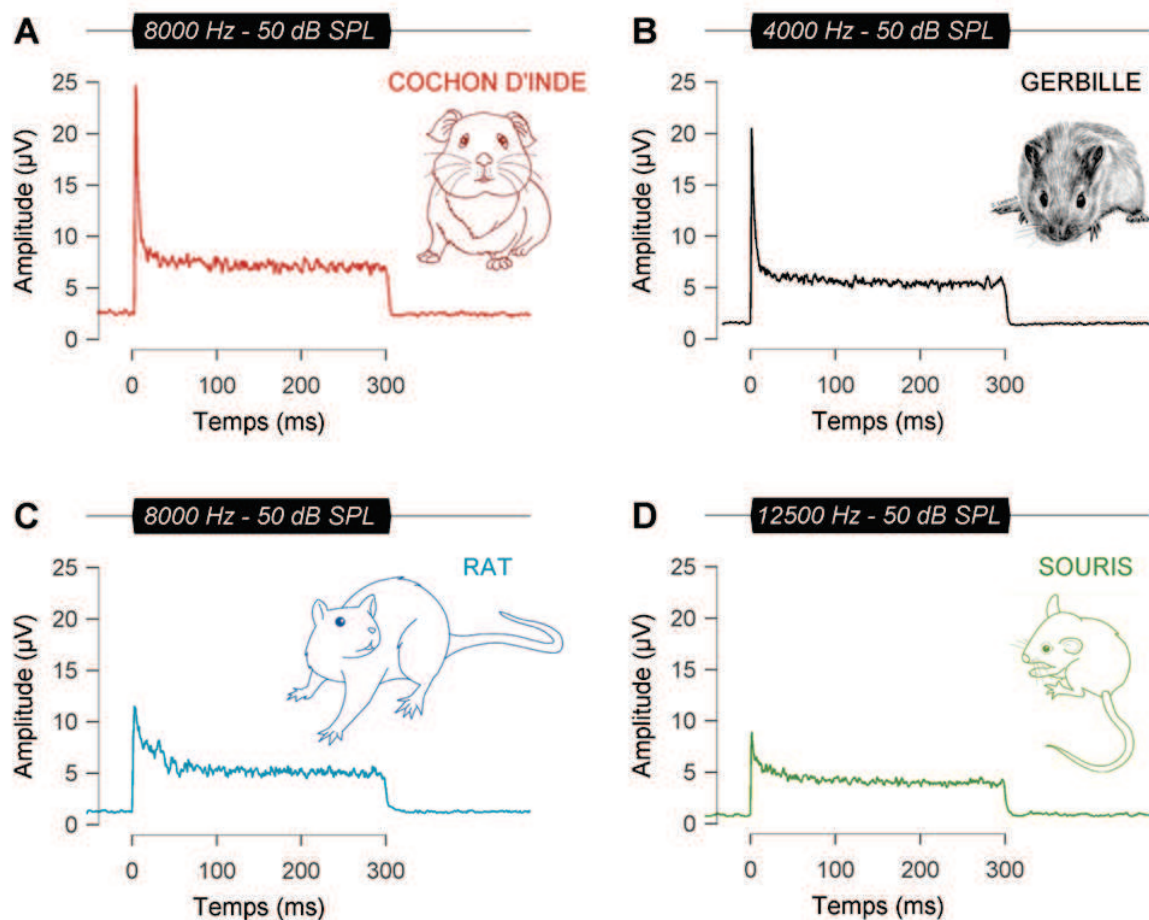 A
8000 Hz - 50 dB SPL
COCHON D'INDE
Amplitude (µV)
25
20
15
10
5
0
0 100 200 300
Temps (ms)
B
4000 Hz - 50 dB SPL
GERBILLE
Amplitude (µV)
25
20
15
10
5
0
0 100 200 300
Temps (ms)
C
8000 Hz - 50 dB SPL
RAT
Amplitude (µV)
25
20
15
10
5
0
0 100 200 300
Temps (ms)
D
12500 Hz - 50 dB SPL
SOURIS
Amplitude (µV)
25
20
15
10
5
0
0 100 200 300
Temps (ms)